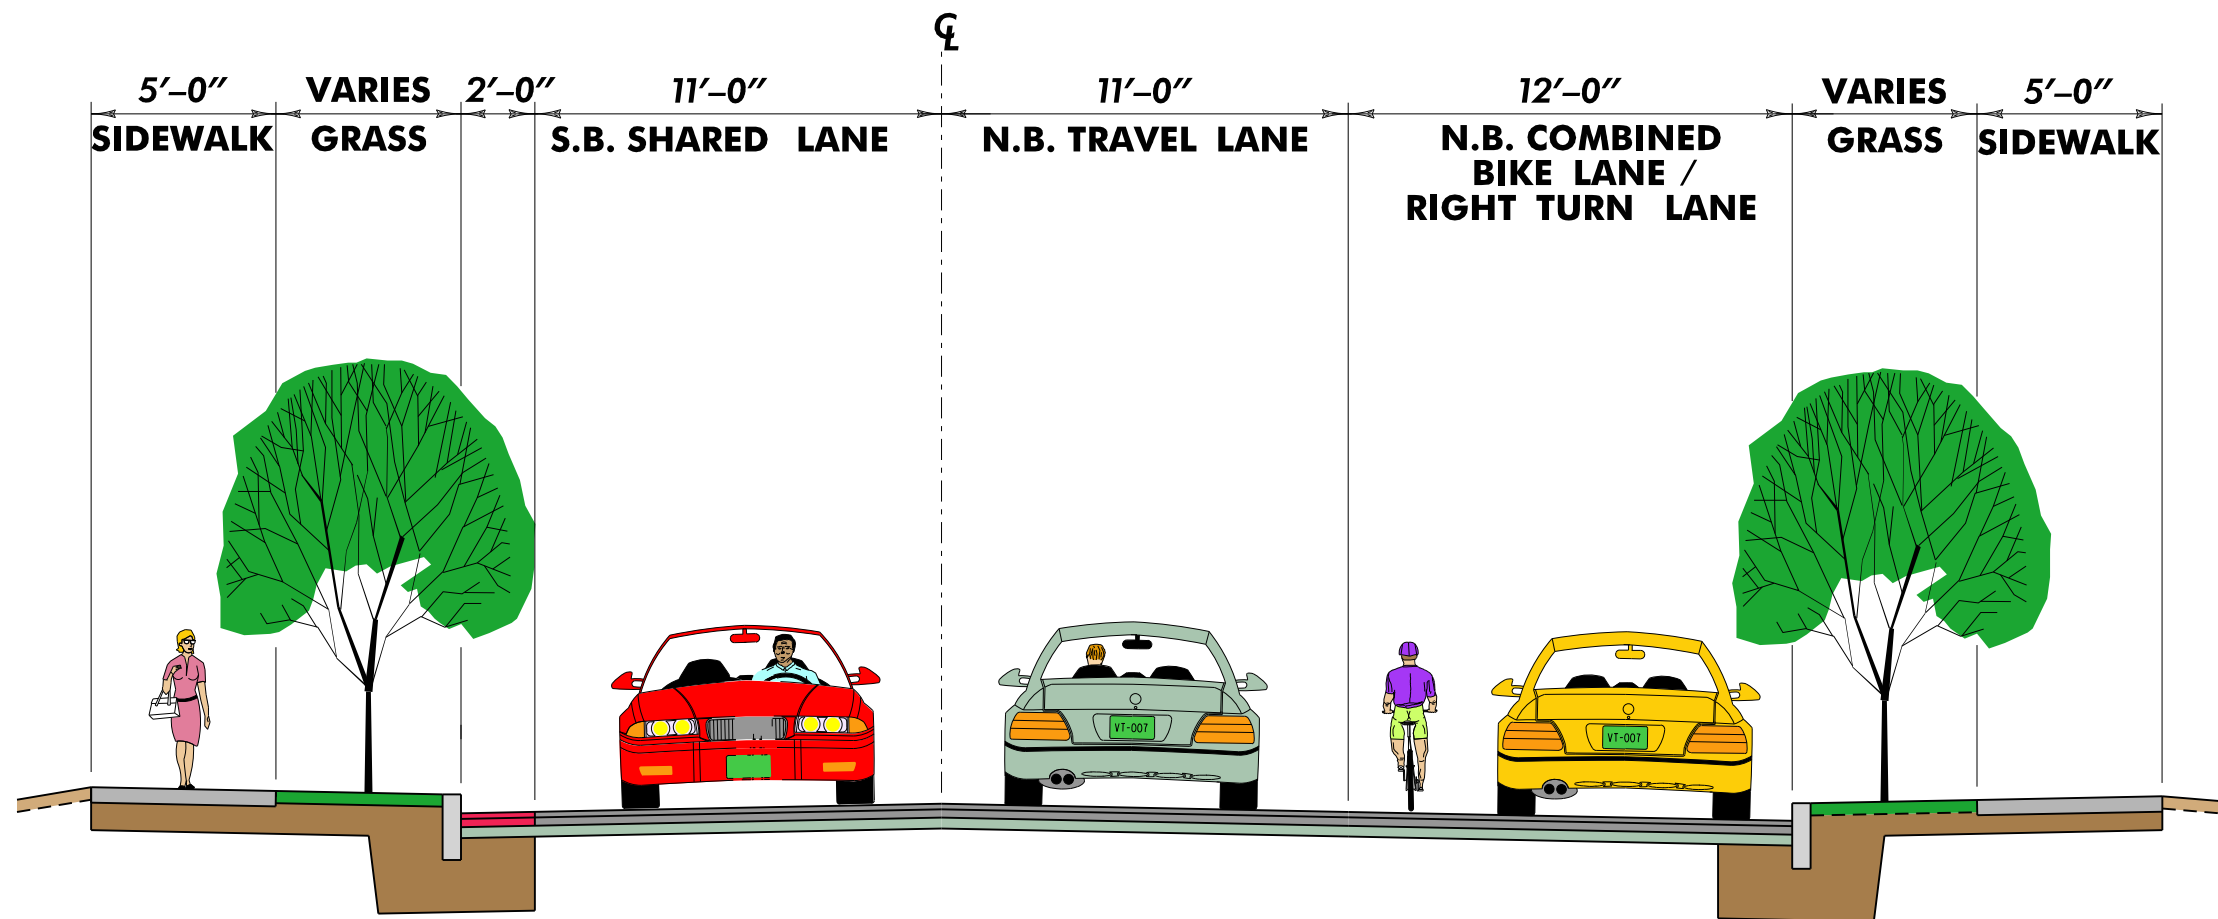 ℄
5′–0″ VARIES 2′–0″ 11′–0″ 11′–0″ 12′–0″ VARIES 5′–0″
SIDEWALK GRASS S.B. SHARED LANE N.B. TRAVEL LANE N.B. COMBINED GRASS SIDEWALK
BIKE LANE /
RIGHT TURN LANE
VT-007
VT-007